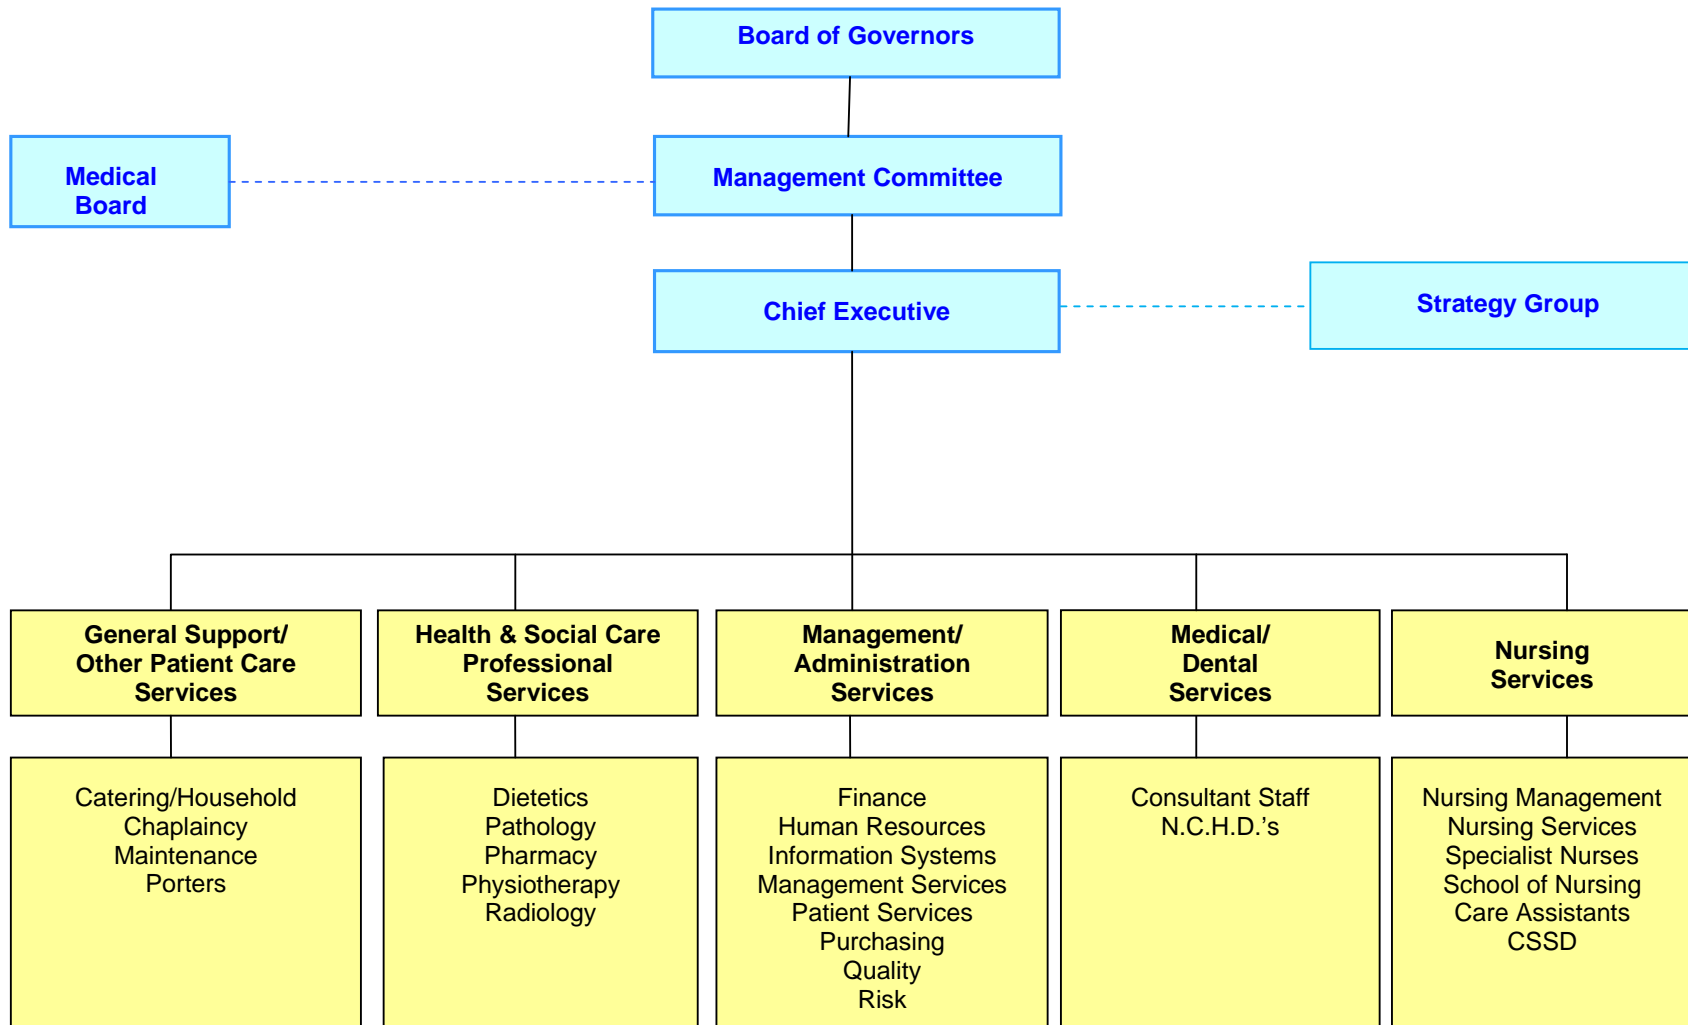 Board of Governors
Medical
Board
Management Committee
Chief Executive
Strategy Group
General Support/
Other Patient Care
Services
Health & Social Care
Professional
Services
Management/
Administration
Services
Medical/
Dental
Services
Nursing
Services
Catering/Household
Chaplaincy
Maintenance
Porters
Dietetics
Pathology
Pharmacy
Physiotherapy
Radiology
Finance
Human Resources
Information Systems
Management Services
Patient Services
Purchasing
Quality
Risk
Consultant Staff
N.C.H.D.’s
Nursing Management
Nursing Services
Specialist Nurses
School of Nursing
Care Assistants
CSSD